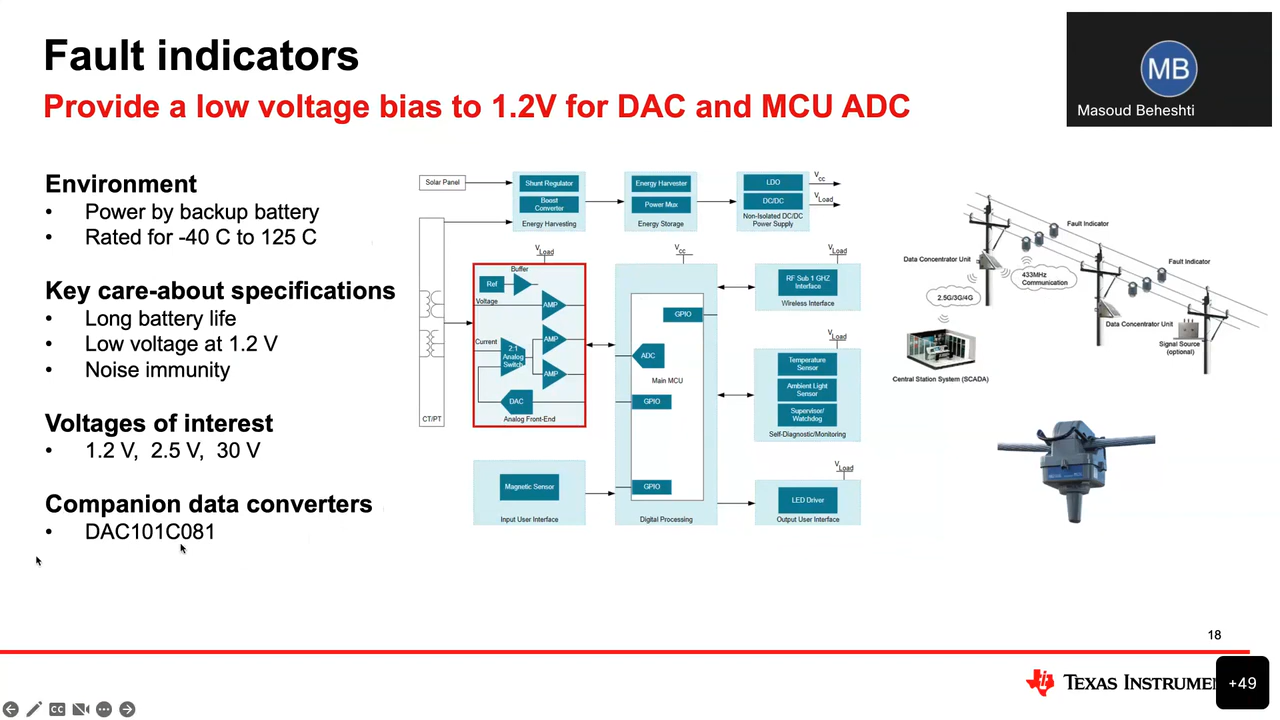 Fault indicators
Provide a low voltage bias to 1.2V for DAC and MCU ADC
MB
Masoud Beheshti
Environment
• Power by backup battery
• Rated for -40 C to 125 C
Key care-about specifications
• Long battery life
• Low voltage at 1.2 V
• Noise immunity
Voltages of interest
• 1.2 V, 2.5 V, 30 V
Companion data converters
• DAC101C081
Solar Panel
Shunt Regulator
Boost
Converter
Energy Harvesting
Energy Harvester
Power Mux
Energy Storage
LDO
DC/DC
Non-Isolated DC/DC
Power Supply
Vcc
VLoad
CT/PT
VLoad
Buffer
Ref
Voltage
AMP
Current
2:1
Analog
Switch
AMP
AMP
DAC
Analog Front-End
Vcc
GPIO
ADC
Main MCU
GPIO
GPIO
Digital Processing
VLoad
RF Sub 1 GHZ
Interface
Wireless Interface
VLoad
Temperature
Sensor
Ambient Light
Sensor
Supervisor/
Watchdog
Self-Diagnostic/Monitoring
Magnetic Sensor
Input User Interface
VLoad
LED Driver
Output User Interface
Fault Indicator
Data Concentrator Unit
Fault Indicator
433MHz
Communication
2.5G/3G/4G
Data Concentrator Unit
Signal Source
(optional)
Central Station System (SCADA)
18
TEXAS INSTRUME
+49
CC